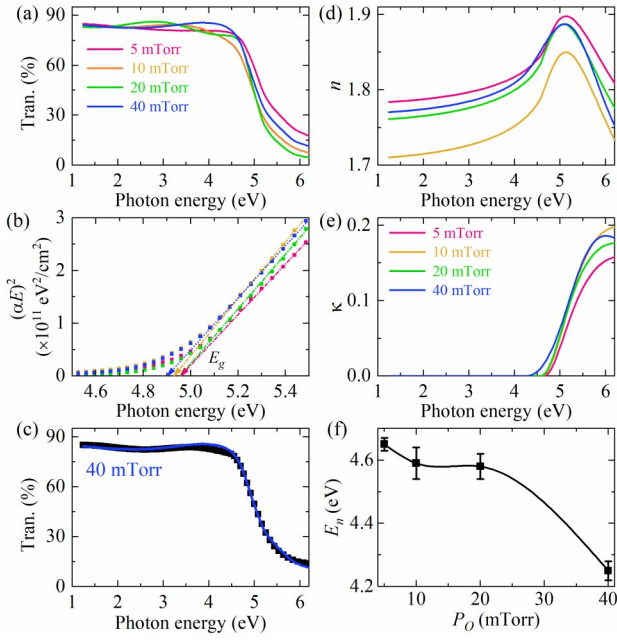 (a)
90
60
30
0
Tran. (%)
5 mTorr
10 mTorr
20 mTorr
40 mTorr
1 2 3 4 5 6
Photon energy (eV)
(b)
3
2
1
0
(αE)²
(×10¹¹ eV²/cm²)
E_g
4.6 4.8 5.0 5.2 5.4
Photon energy (eV)
(c)
90
60
30
0
Tran. (%)
40 mTorr
1 2 3 4 5 6
Photon energy (eV)
(d)
1.9
1.8
1.7
n
1 2 3 4 5 6
Photon energy (eV)
(e)
0.2
0.1
0.0
κ
5 mTorr
10 mTorr
20 mTorr
40 mTorr
1 2 3 4 5 6
Photon energy (eV)
(f)
4.6
4.4
4.2
E_n (eV)
10 20 30 40
P_O (mTorr)